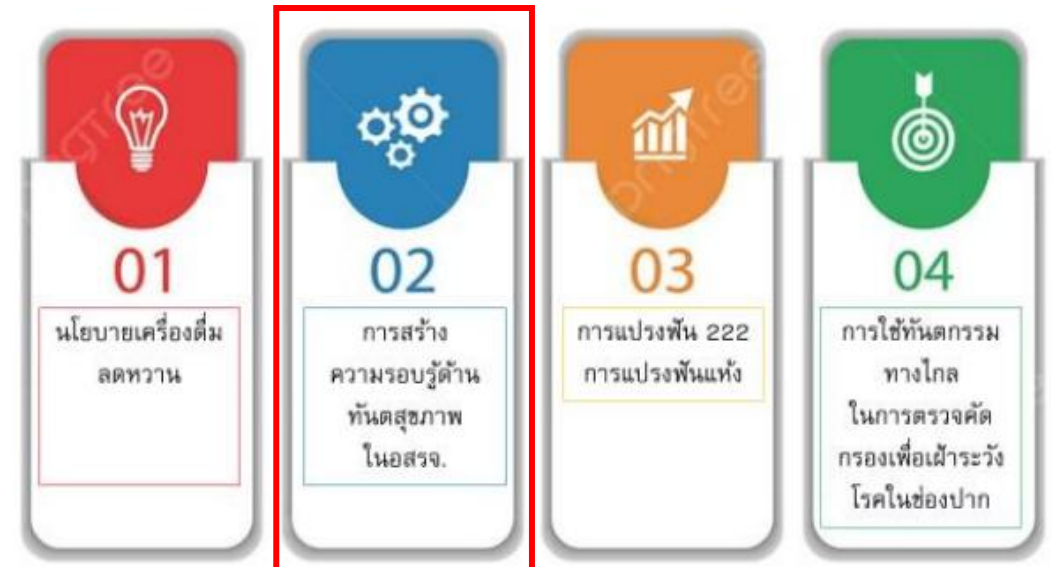 01
นโยบายเครื่องดื่ม
ลดหวาน
02
การสร้าง
ความรอบรู้ด้าน
ทันตสุขภาพ
ในอสรจ.
03
การแปรงฟัน 222
การแปรงฟันแห้ง
04
การใช้ทันตกรรม
ทางไกล
ในการตรวจคัด
กรองเพื่อเฝ้าระวัง
โรคในช่องปาก